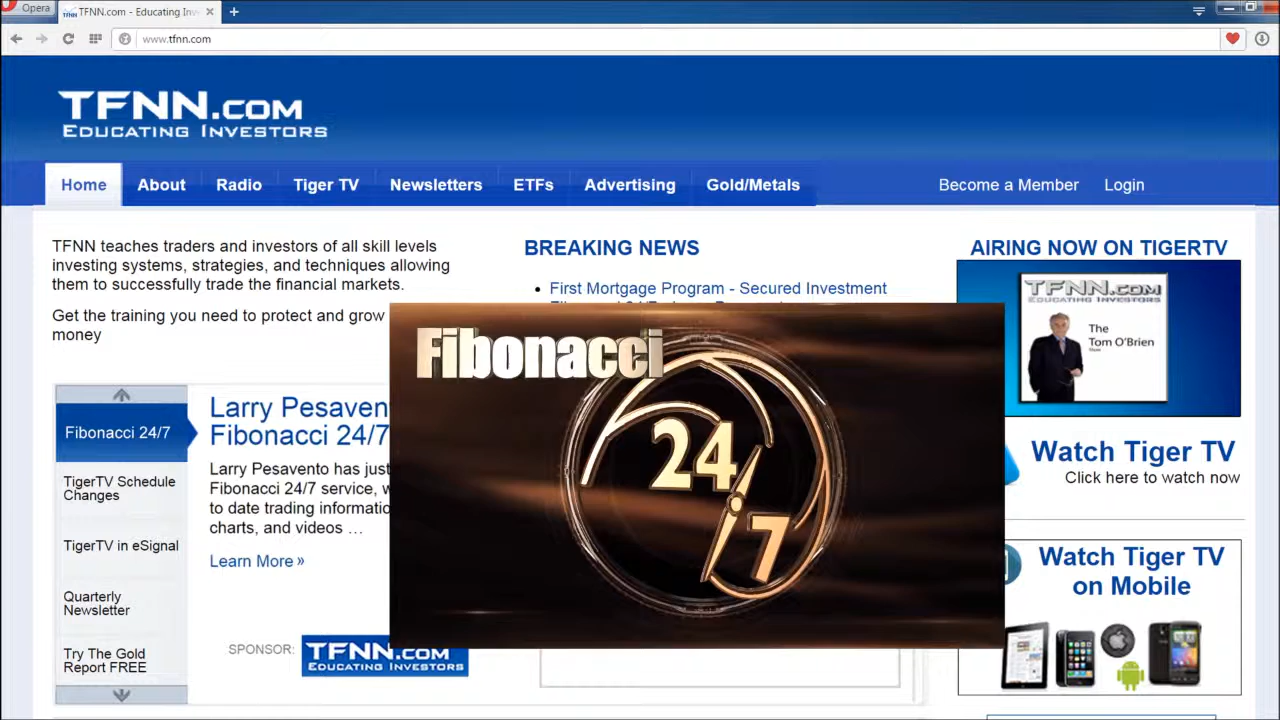 Opera
TFNN.com - Educating Inv
www.tfnn.com
TFNN.COM
EDUCATING INVESTORS
Home
About
Radio
Tiger TV
Newsletters
ETFs
Advertising
Gold/Metals
Become a Member
Login
TFNN teaches traders and investors of all skill levels
investing systems, strategies, and techniques allowing
them to successfully trade the financial markets.
Get the training you need to protect and grow
money
BREAKING NEWS
First Mortgage Program - Secured Investment
AIRING NOW ON TIGERTV
TFNN.COM
EDUCATING INVESTORS
The
Tom O'Brien
Show
Watch Tiger TV
Click here to watch now
Watch Tiger TV
on Mobile
Fibonacci 24/7
TigerTV Schedule
Changes
TigerTV in eSignal
Quarterly
Newsletter
Try The Gold
Report FREE
Larry Pesaven
Fibonacci 24/7
Larry Pesavento has just
Fibonacci 24/7 service, w
to date trading informatio
charts, and videos …
Learn More »
SPONSOR:
TFNN.COM
EDUCATING INVESTORS
Fibonacci
24
7